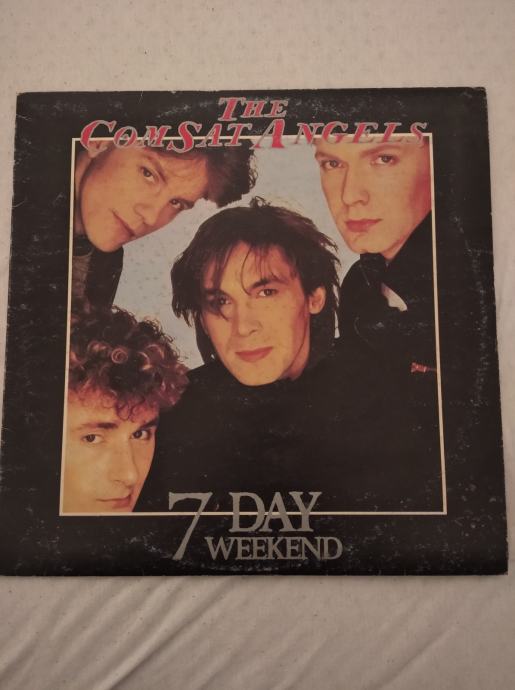 THE
COMSAT ANGELS
7 DAY
WEEKEND